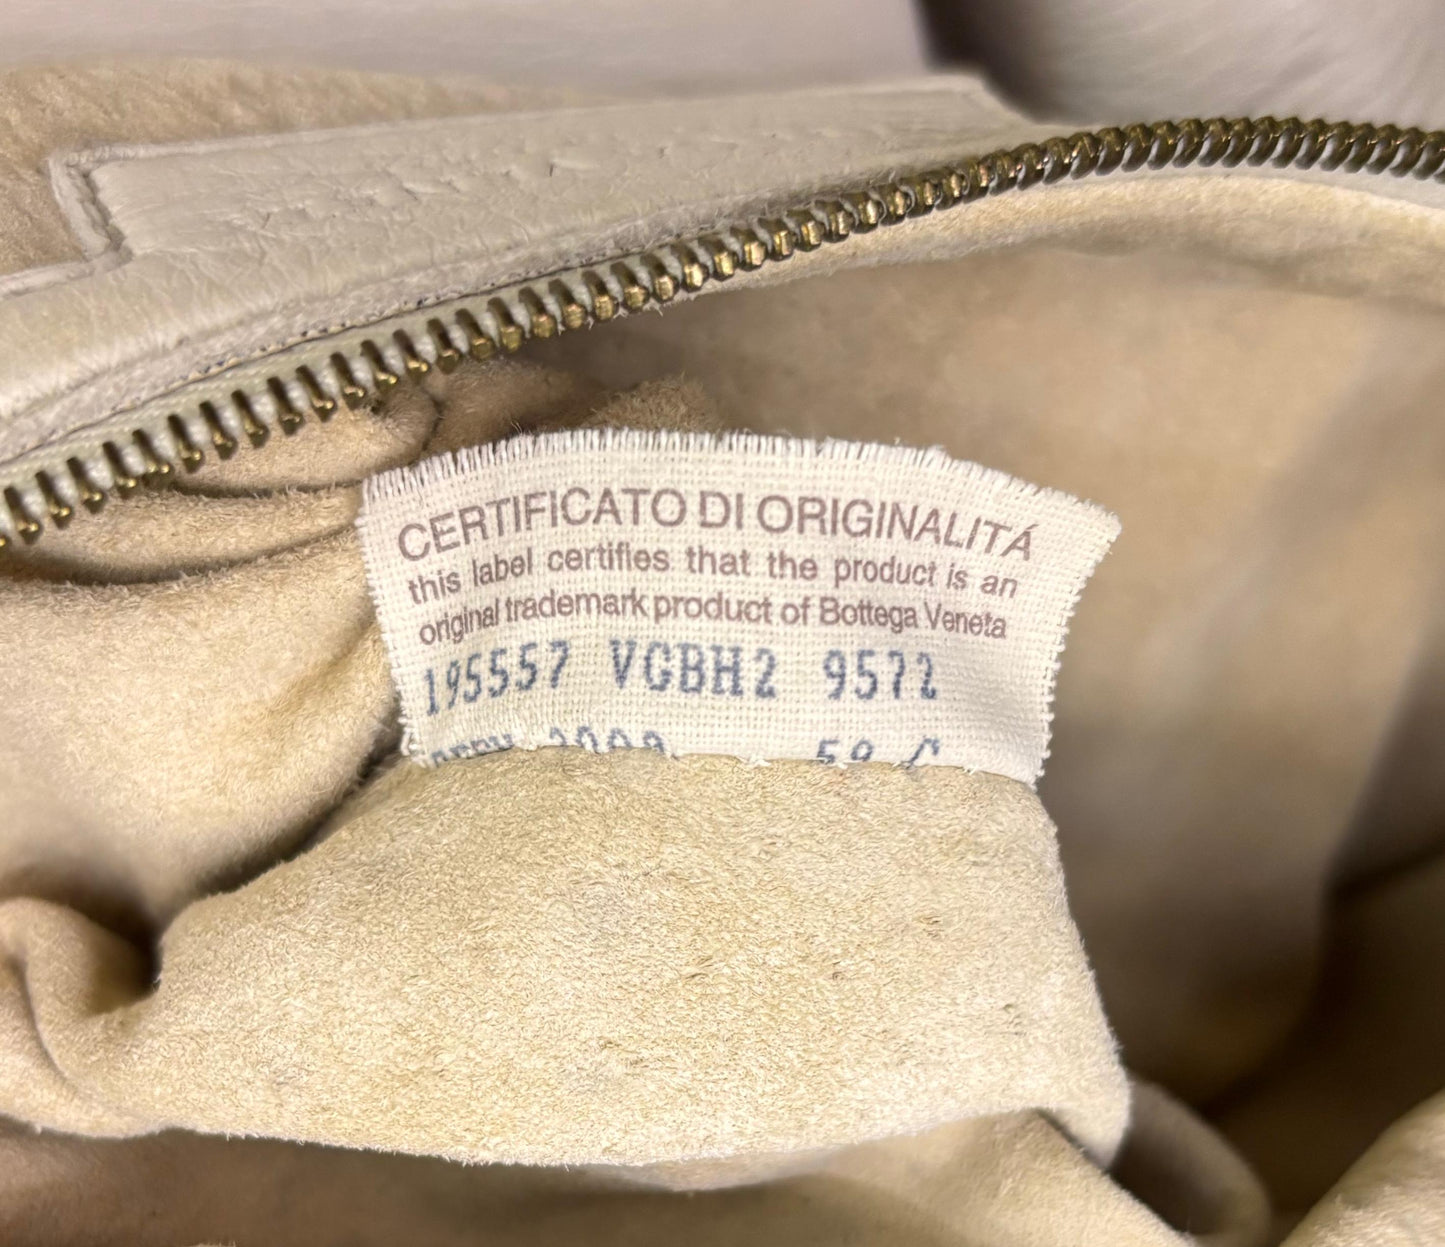 CERTIFICATO DI ORIGINALITÁ
this label certifies that the product is an
original trademark product of Bottega Veneta
195557 VGBH2 9572